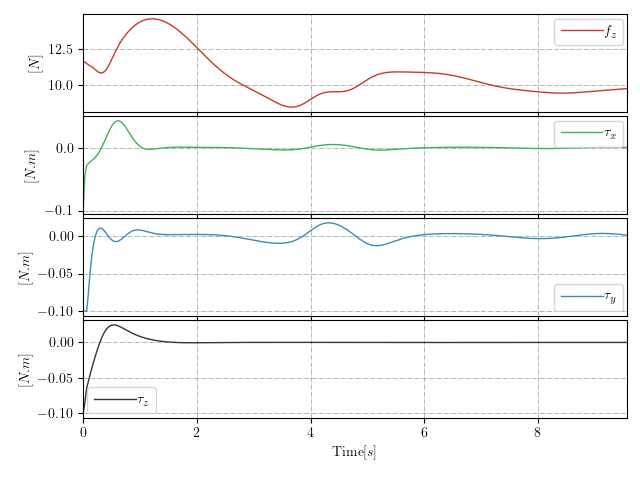 12.5
10.0
[N]
f_z
0.0
−0.1
[N.m]
τ_x
0.00
−0.05
−0.10
[N.m]
τ_y
0.00
−0.05
−0.10
[N.m]
τ_z
0 2 4 6 8
Time[s]